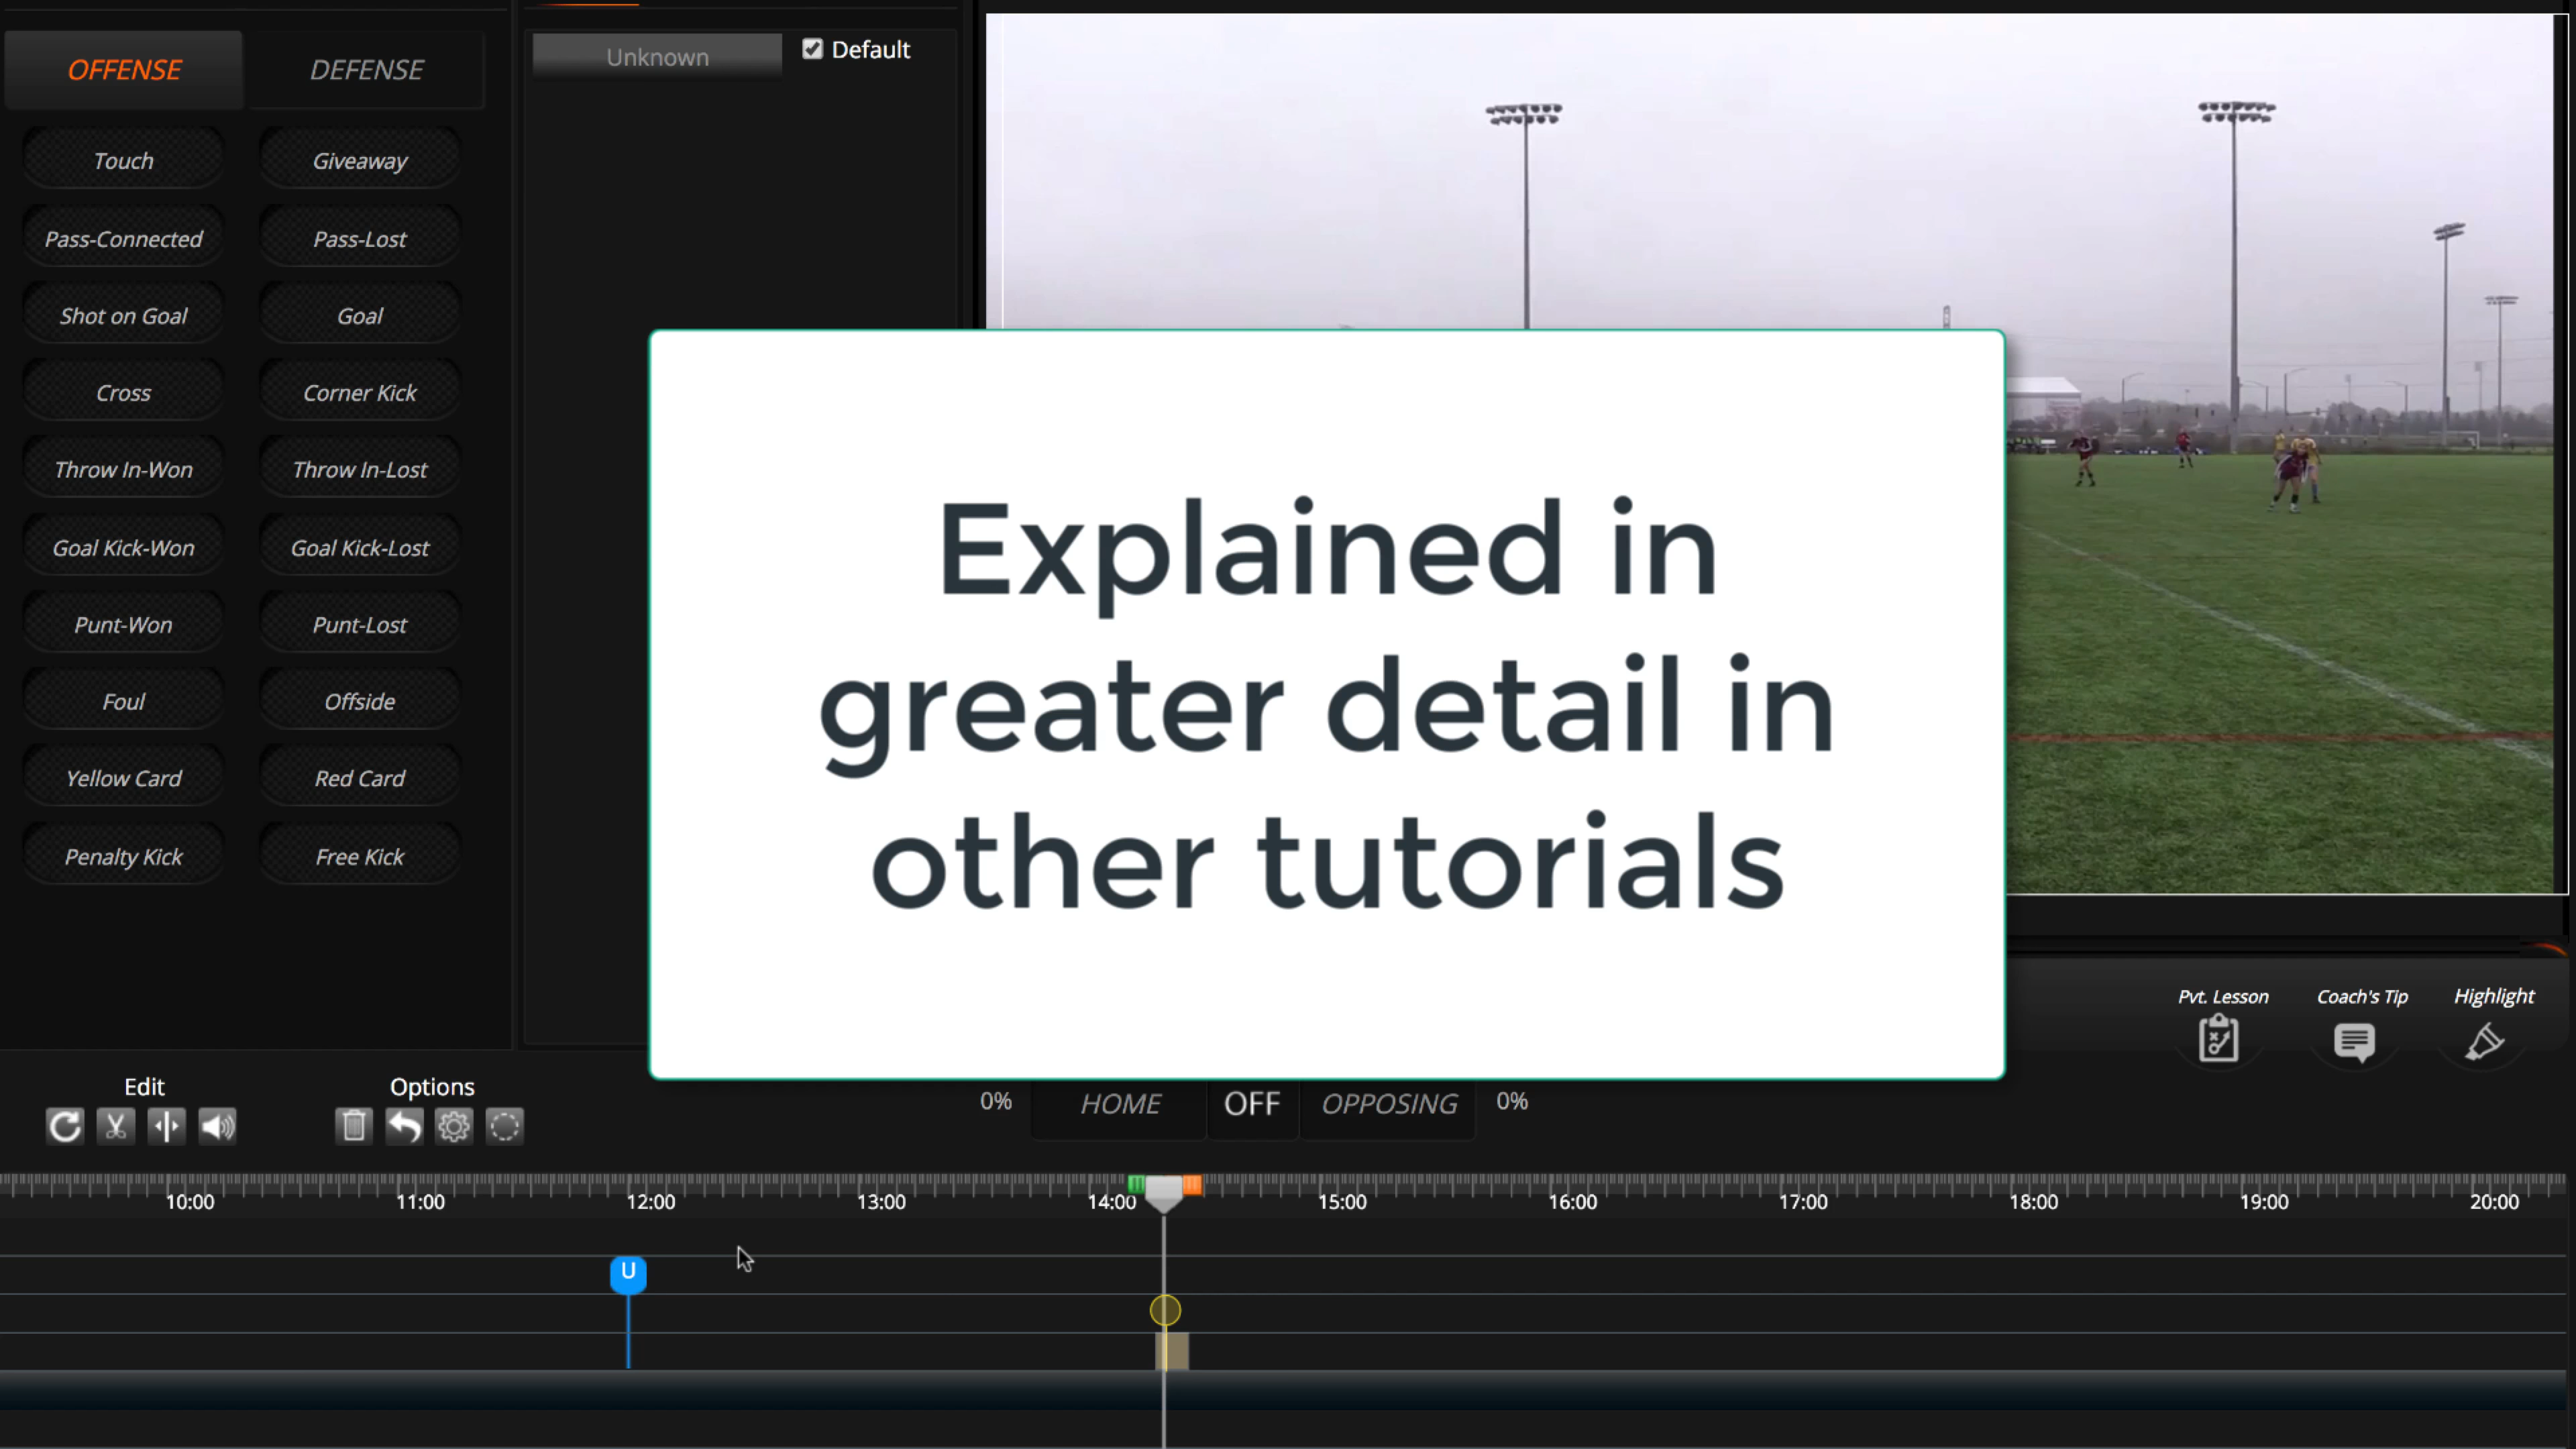 OFFENSE DEFENSE
Unknown Default
Touch Giveaway
Pass-Connected Pass-Lost
Shot on Goal Goal
Cross Corner Kick
Throw In-Won Throw In-Lost
Goal Kick-Won Goal Kick-Lost
Punt-Won Punt-Lost
Foul Offside
Yellow Card Red Card
Penalty Kick Free Kick
Explained in
greater detail in
other tutorials
Pvt. Lesson Coach's Tip Highlight
Edit Options
0% HOME OFF OPPOSING 0%
10:00 11:00 12:00 13:00 14:00 15:00 16:00 17:00 18:00 19:00 20:00
U